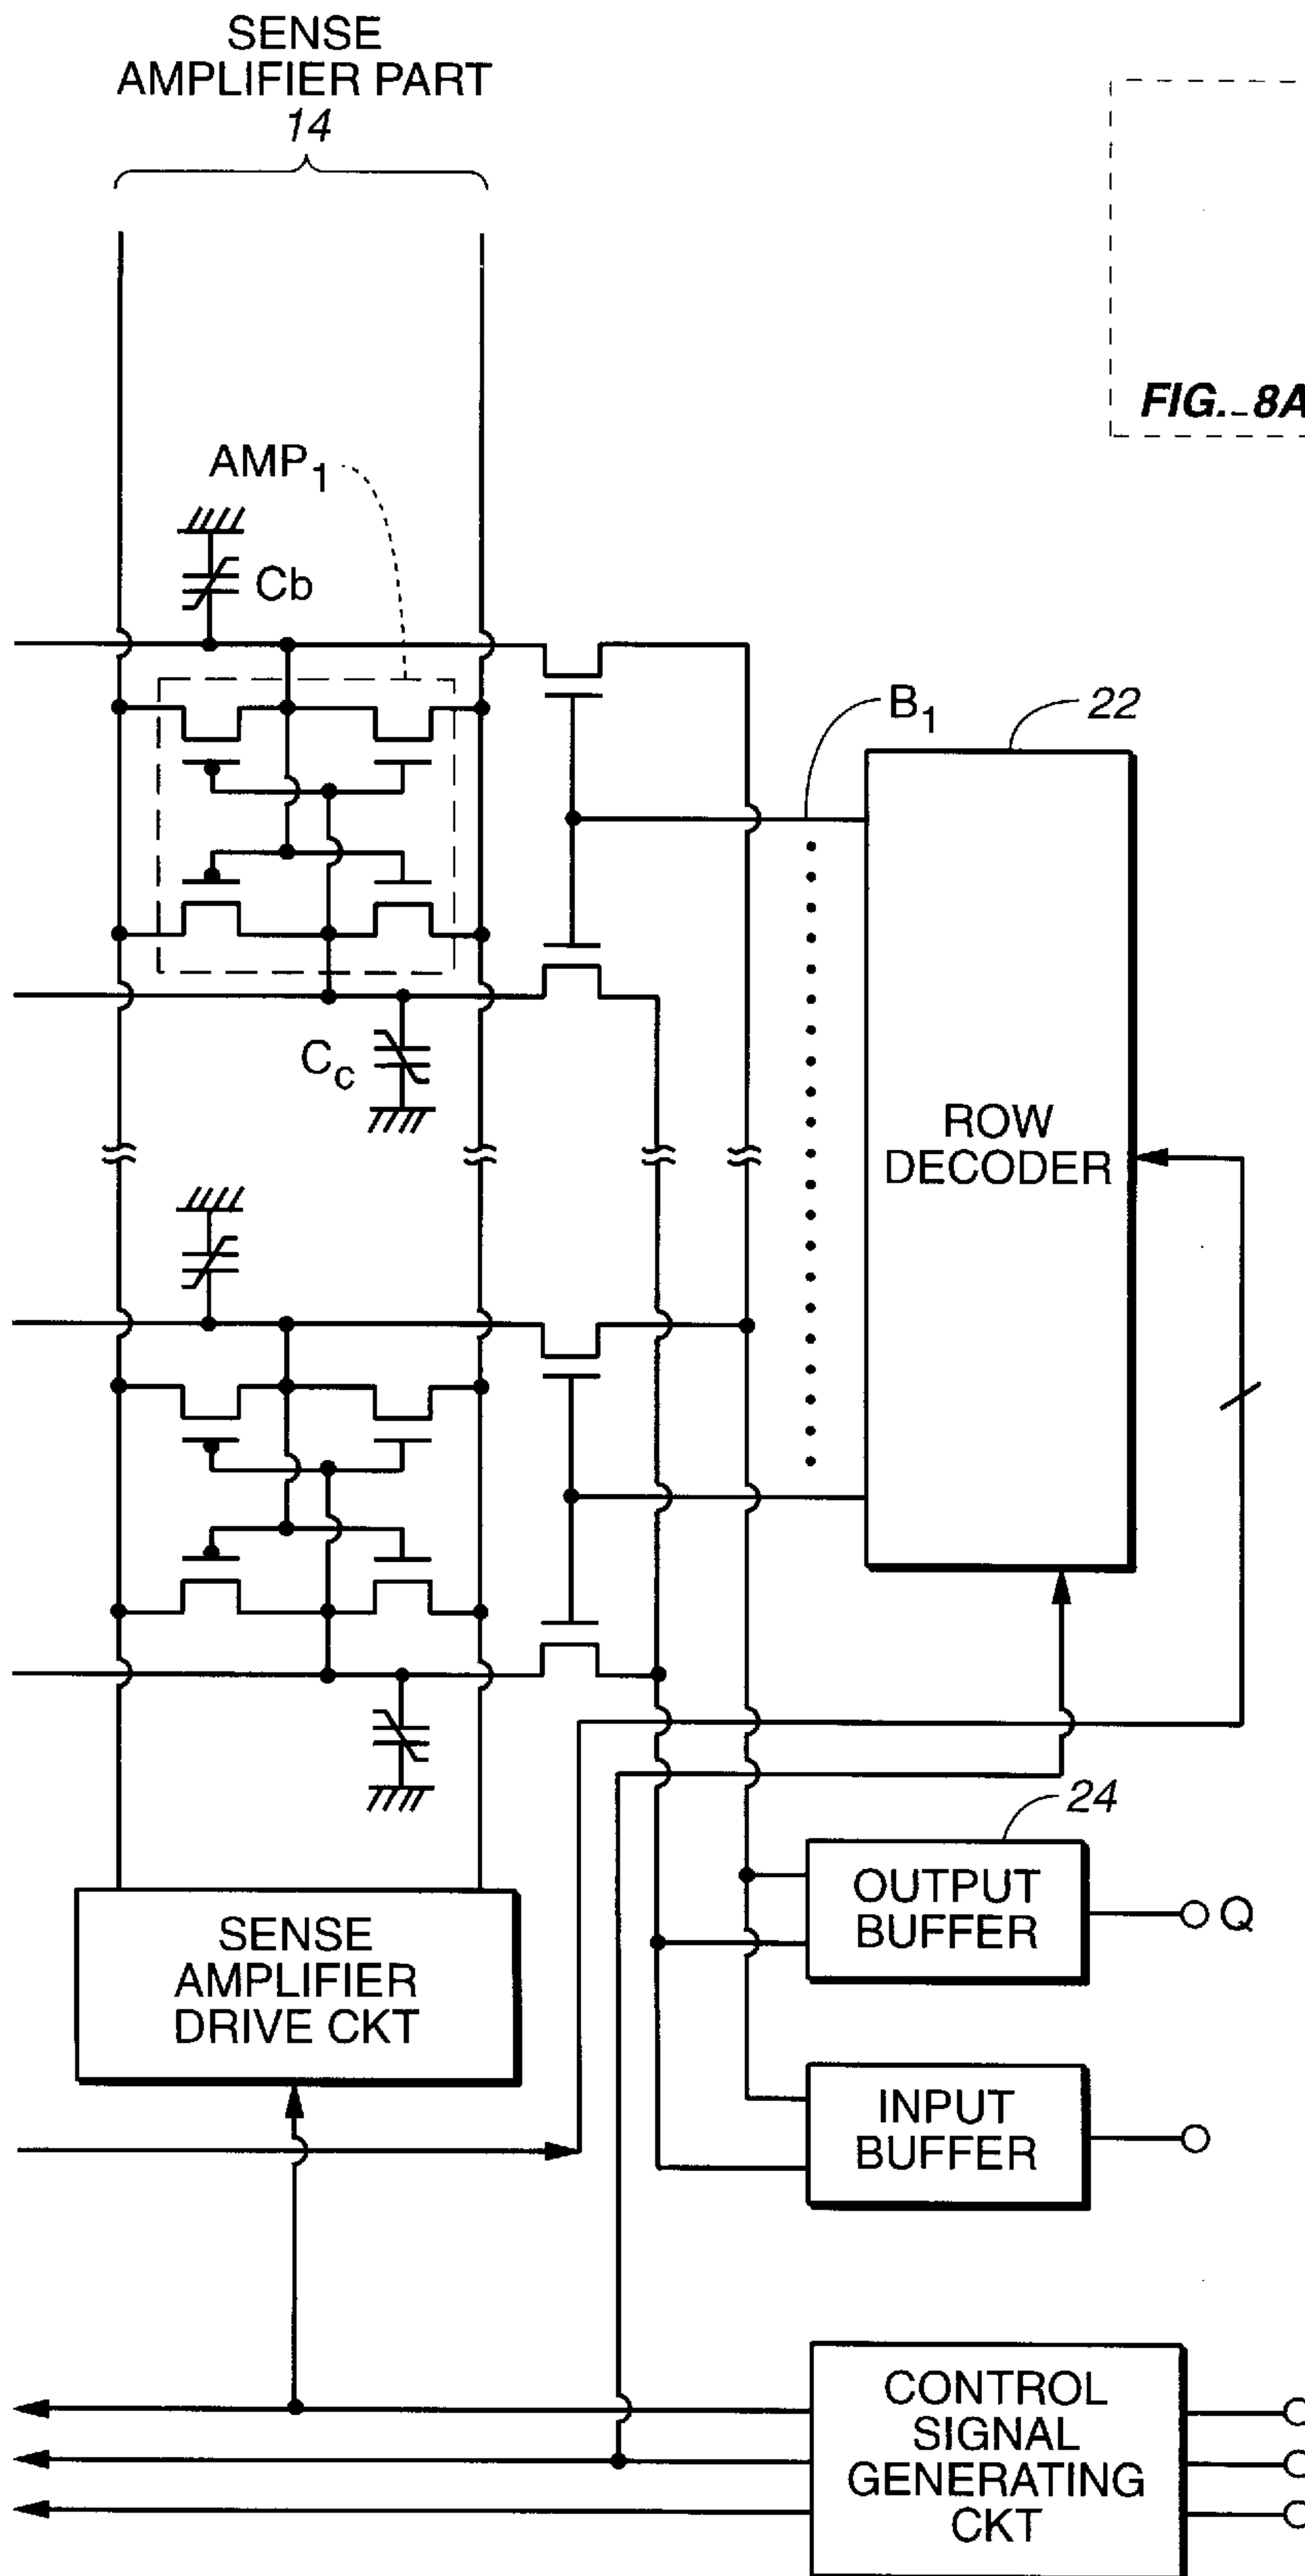 SENSE
AMPLIFIER PART
14
FIG._8A
AMP1
Cb
B1
22
Cc
ROW
DECODER
24
OUTPUT
BUFFER
Q
SENSE
AMPLIFIER
DRIVE CKT
INPUT
BUFFER
CONTROL
SIGNAL
GENERATING
CKT